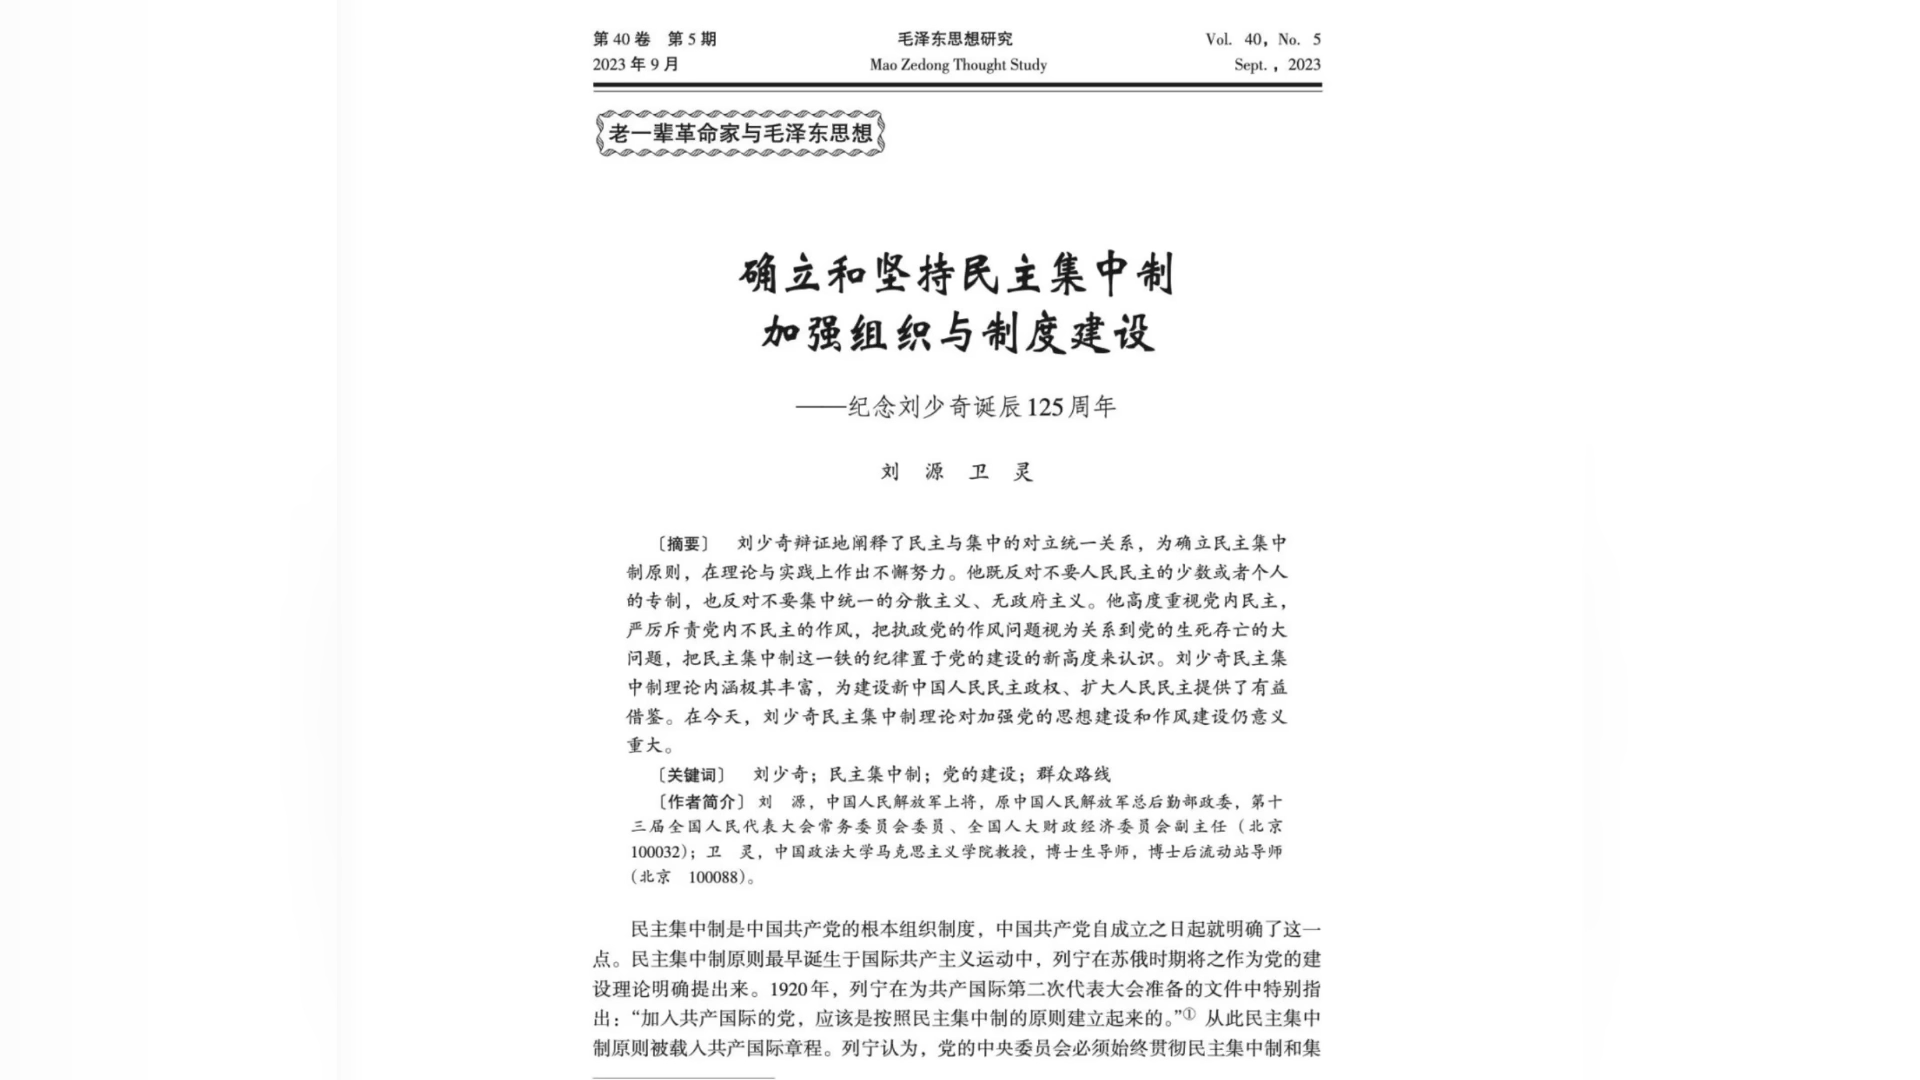 第 40 卷　第 5 期　毛泽东思想研究　Vol. 40，No. 5
2023 年 9 月　Mao Zedong Thought Study　Sept.，2023
老一辈革命家与毛泽东思想
确立和坚持民主集中制
加强组织与制度建设
——纪念刘少奇诞辰 125 周年
刘　源　卫　灵
〔摘要〕　刘少奇辩证地阐释了民主与集中的对立统一关系，为确立民主集中
制原则，在理论与实践上作出不懈努力。他既反对不要人民民主的少数或者个人
的专制，也反对不要集中统一的分散主义、无政府主义。他高度重视党内民主，
严厉斥责党内不民主的作风，把执政党的作风问题视为关系到党的生死存亡的大
问题，把民主集中制这一铁的纪律置于党的建设的新高度来认识。刘少奇民主集
中制理论内涵极其丰富，为建设新中国人民民主政权、扩大人民民主提供了有益
借鉴。在今天，刘少奇民主集中制理论对加强党的思想建设和作风建设仍意义
重大。
〔关键词〕　刘少奇；民主集中制；党的建设；群众路线
〔作者简介〕刘　源，中国人民解放军上将，原中国人民解放军总后勤部政委，第十
三届全国人民代表大会常务委员会委员、全国人大财政经济委员会副主任（北京
100032）；卫　灵，中国政法大学马克思主义学院教授，博士生导师，博士后流动站导师
（北京　100088）。
民主集中制是中国共产党的根本组织制度，中国共产党自成立之日起就明确了这一
点。民主集中制原则最早诞生于国际共产主义运动中，列宁在苏俄时期将之作为党的建
设理论明确提出来。1920 年，列宁在为共产国际第二次代表大会准备的文件中特别指
出：“加入共产国际的党，应该是按照民主集中制的原则建立起来的。”① 从此民主集中
制原则被载入共产国际章程。列宁认为，党的中央委员会必须始终贯彻民主集中制和集